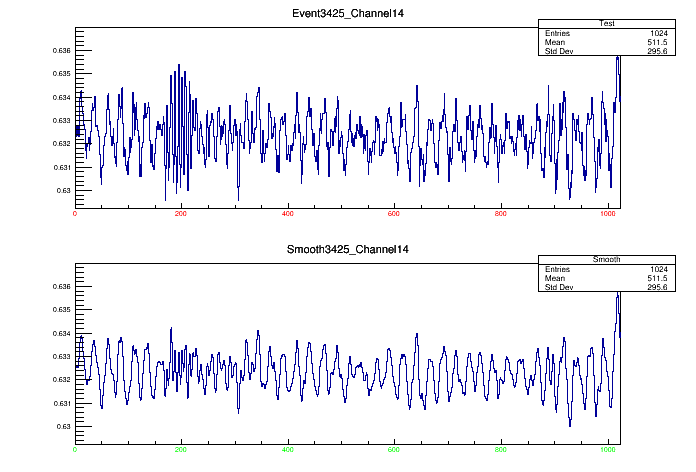 Event3425_Channel14
Test
Entries 1024
Mean 511.5
Std Dev 295.6
0.636
0.635
0.634
0.633
0.632
0.631
0.63
0 200 400 600 800 1000
Smooth3425_Channel14
Smooth
Entries 1024
Mean 511.5
Std Dev 295.6
0.636
0.635
0.634
0.633
0.632
0.631
0.63
0 200 400 600 800 1000